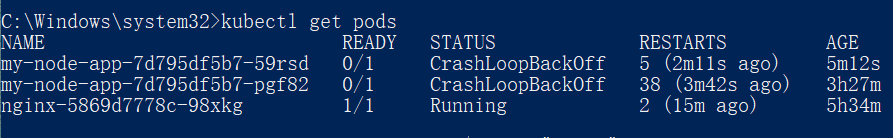 C:\Windows\system32>kubectl get pods
NAME READY STATUS RESTARTS AGE
my-node-app-7d795df5b7-59rsd 0/1 CrashLoopBackOff 5 (2m11s ago) 5m12s
my-node-app-7d795df5b7-pgf82 0/1 CrashLoopBackOff 38 (3m42s ago) 3h27m
nginx-5869d7778c-98xkg 1/1 Running 2 (15m ago) 5h34m